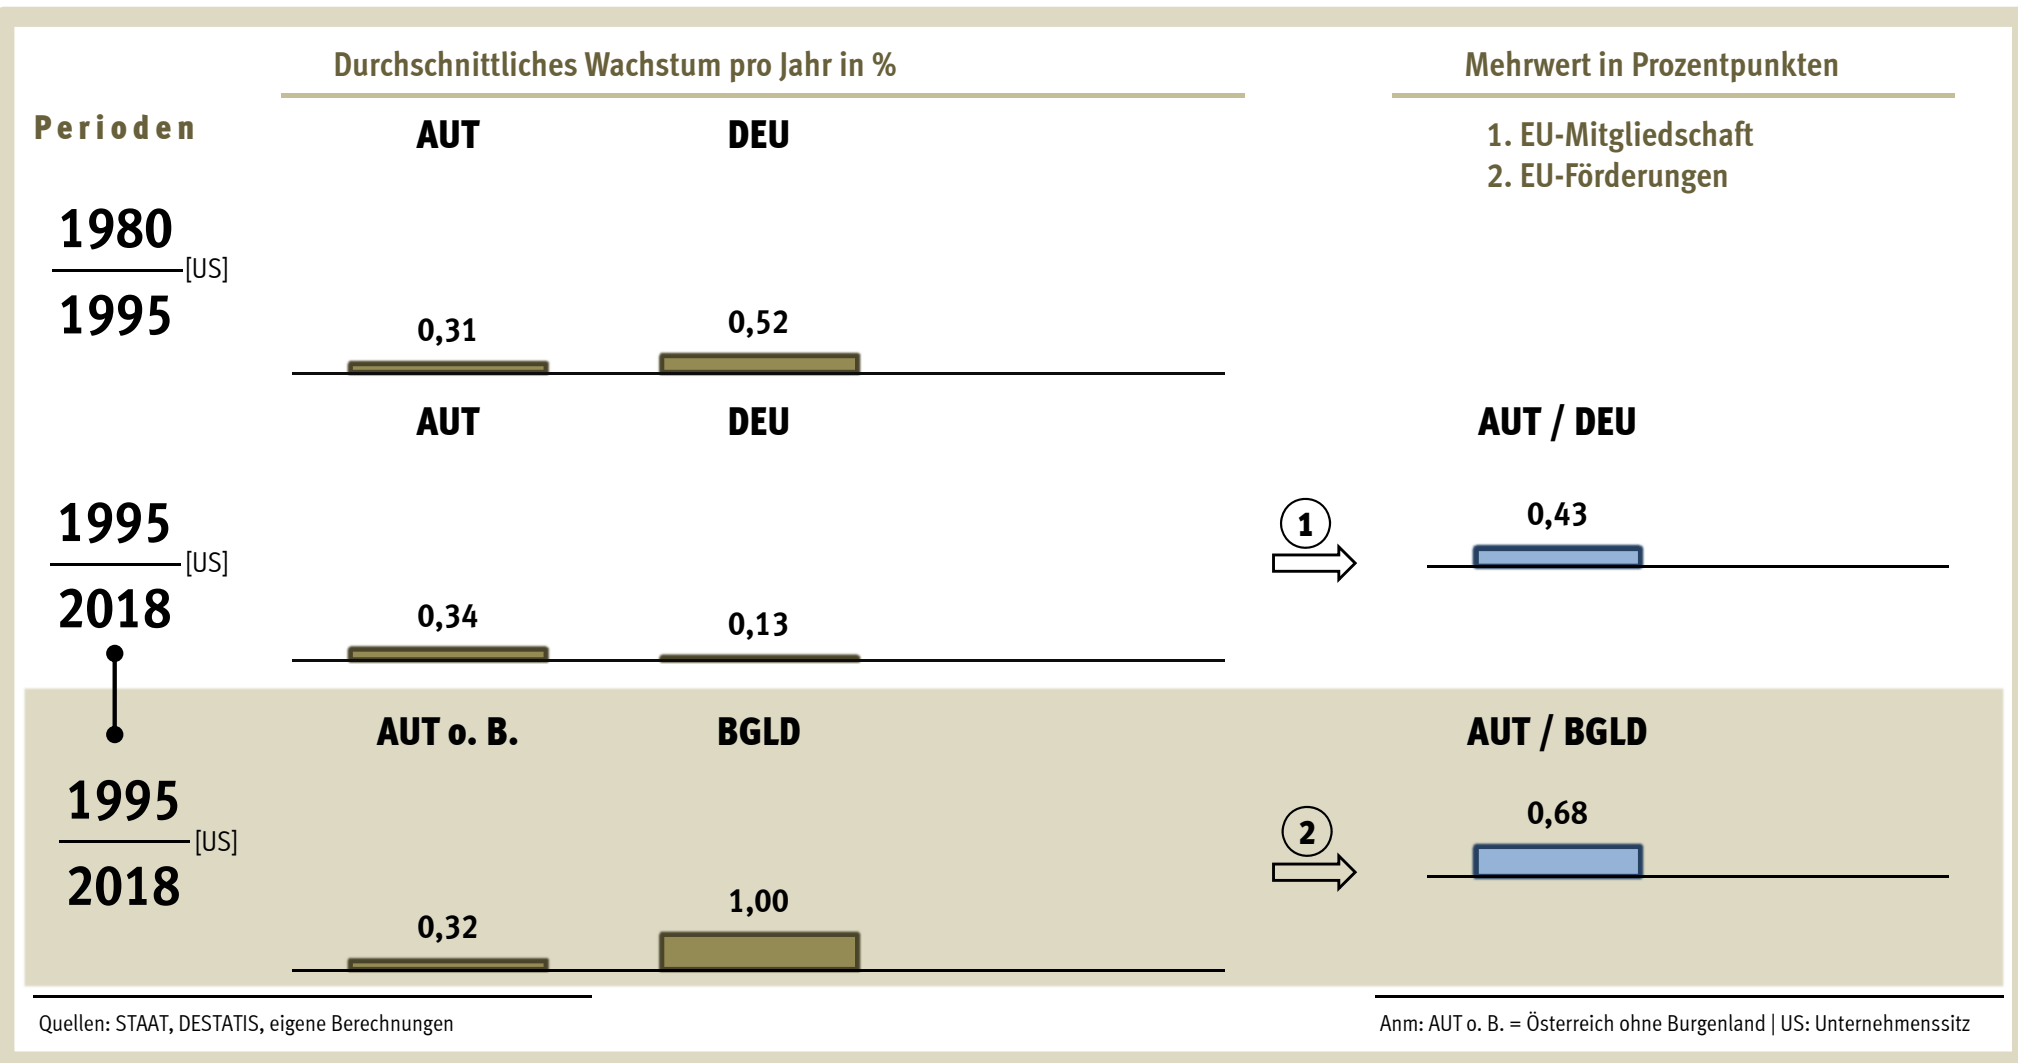 Durchschnittliches Wachstum pro Jahr in %
Mehrwert in Prozentpunkten
Perioden
AUT DEU
1. EU-Mitgliedschaft
2. EU-Förderungen
1980
[US]
1995
0,31 0,52
AUT DEU
AUT / DEU
1995
[US]
2018
0,34 0,13
1
0,43
AUT o. B. BGLD
AUT / BGLD
1995
[US]
2018
0,32 1,00
2
0,68
Quellen: STAAT, DESTATIS, eigene Berechnungen
Anm: AUT o. B. = Österreich ohne Burgenland | US: Unternehmenssitz